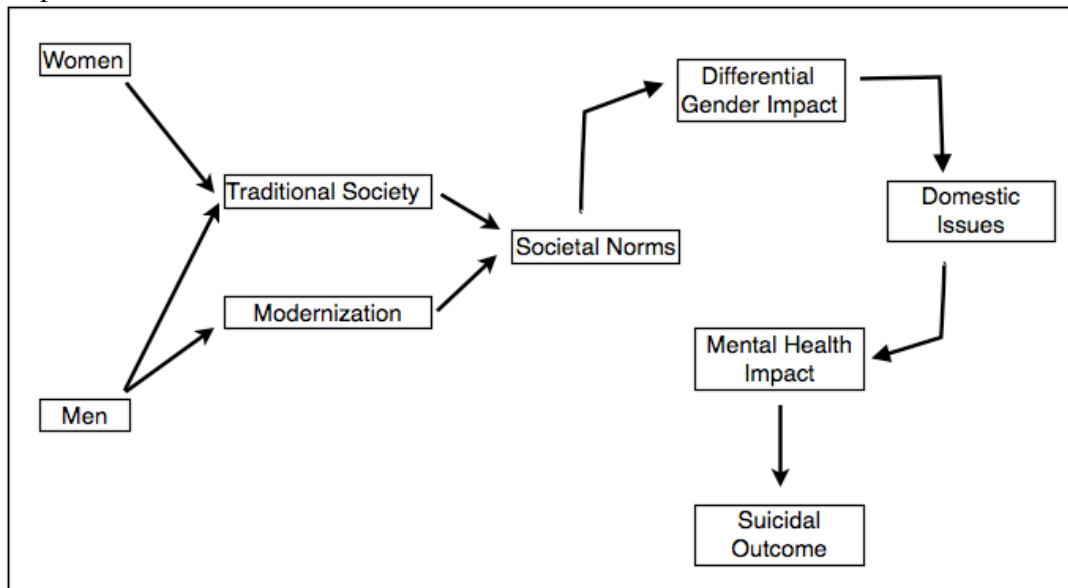 Women
Differential
Gender Impact
Traditional Society
Domestic
Issues
Societal Norms
Modernization
Mental Health
Impact
Men
Suicidal
Outcome